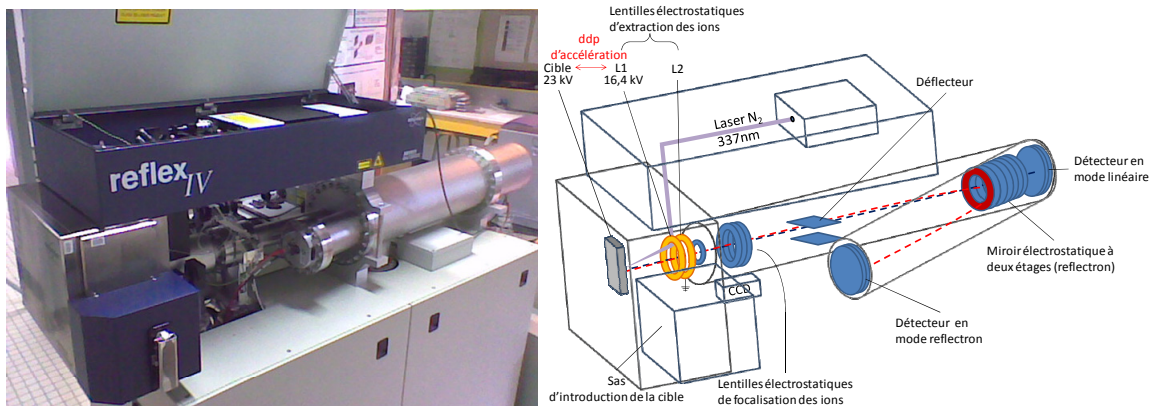 reflex IV
Lentilles électrostatiques
d'extraction des ions
ddp
d'accélération
Cible
23 kV
L1
16,4 kV
L2
Déflecteur
Laser N2
337nm
Détecteur en
mode linéaire
Miroir électrostatique à
deux étages (reflectron)
CCD
Détecteur en
mode reflectron
Sas
d'introduction de la cible
Lentilles électrostatiques
de focalisation des ions